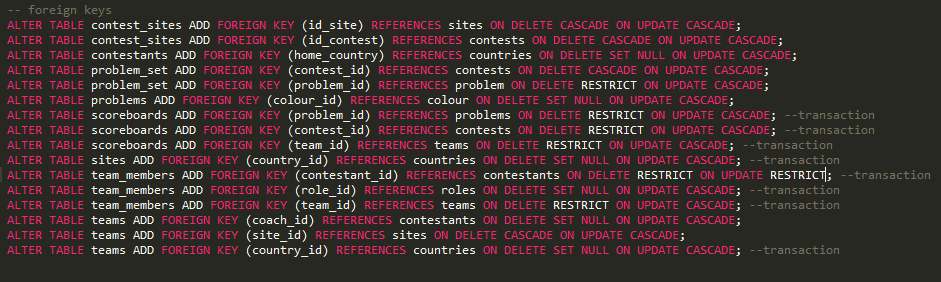 -- foreign keys
ALTER TABLE contest_sites ADD FOREIGN KEY (id_site) REFERENCES sites ON DELETE CASCADE ON UPDATE CASCADE;
ALTER TABLE contest_sites ADD FOREIGN KEY (id_contest) REFERENCES contests ON DELETE CASCADE ON UPDATE CASCADE;
ALTER TABLE contestants ADD FOREIGN KEY (home_country) REFERENCES countries ON DELETE SET NULL ON UPDATE CASCADE;
ALTER TABLE problem_set ADD FOREIGN KEY (contest_id) REFERENCES contests ON DELETE CASCADE ON UPDATE CASCADE;
ALTER TABLE problem_set ADD FOREIGN KEY (problem_id) REFERENCES problem ON DELETE RESTRICT ON UPDATE CASCADE;
ALTER TABLE problems ADD FOREIGN KEY (colour_id) REFERENCES colour ON DELETE SET NULL ON UPDATE CASCADE;
ALTER TABLE scoreboards ADD FOREIGN KEY (problem_id) REFERENCES problems ON DELETE RESTRICT ON UPDATE CASCADE; --transaction
ALTER TABLE scoreboards ADD FOREIGN KEY (contest_id) REFERENCES contests ON DELETE RESTRICT ON UPDATE CASCADE; --transaction
ALTER TABLE scoreboards ADD FOREIGN KEY (team_id) REFERENCES teams ON DELETE RESTRICT ON UPDATE CASCADE; --transaction
ALTER TABLE sites ADD FOREIGN KEY (country_id) REFERENCES countries ON DELETE SET NULL ON UPDATE CASCADE; --transaction
ALTER TABLE team_members ADD FOREIGN KEY (contestant_id) REFERENCES contestants ON DELETE RESTRICT ON UPDATE RESTRICT; --transaction
ALTER TABLE team_members ADD FOREIGN KEY (role_id) REFERENCES roles ON DELETE SET NULL ON UPDATE CASCADE; --transaction
ALTER TABLE team_members ADD FOREIGN KEY (team_id) REFERENCES teams ON DELETE RESTRICT ON UPDATE CASCADE; --transaction
ALTER TABLE teams ADD FOREIGN KEY (coach_id) REFERENCES contestants ON DELETE SET NULL ON UPDATE CASCADE;
ALTER TABLE teams ADD FOREIGN KEY (site_id) REFERENCES sites ON DELETE CASCADE ON UPDATE CASCADE;
ALTER TABLE teams ADD FOREIGN KEY (country_id) REFERENCES countries ON DELETE SET NULL ON UPDATE CASCADE; --transaction